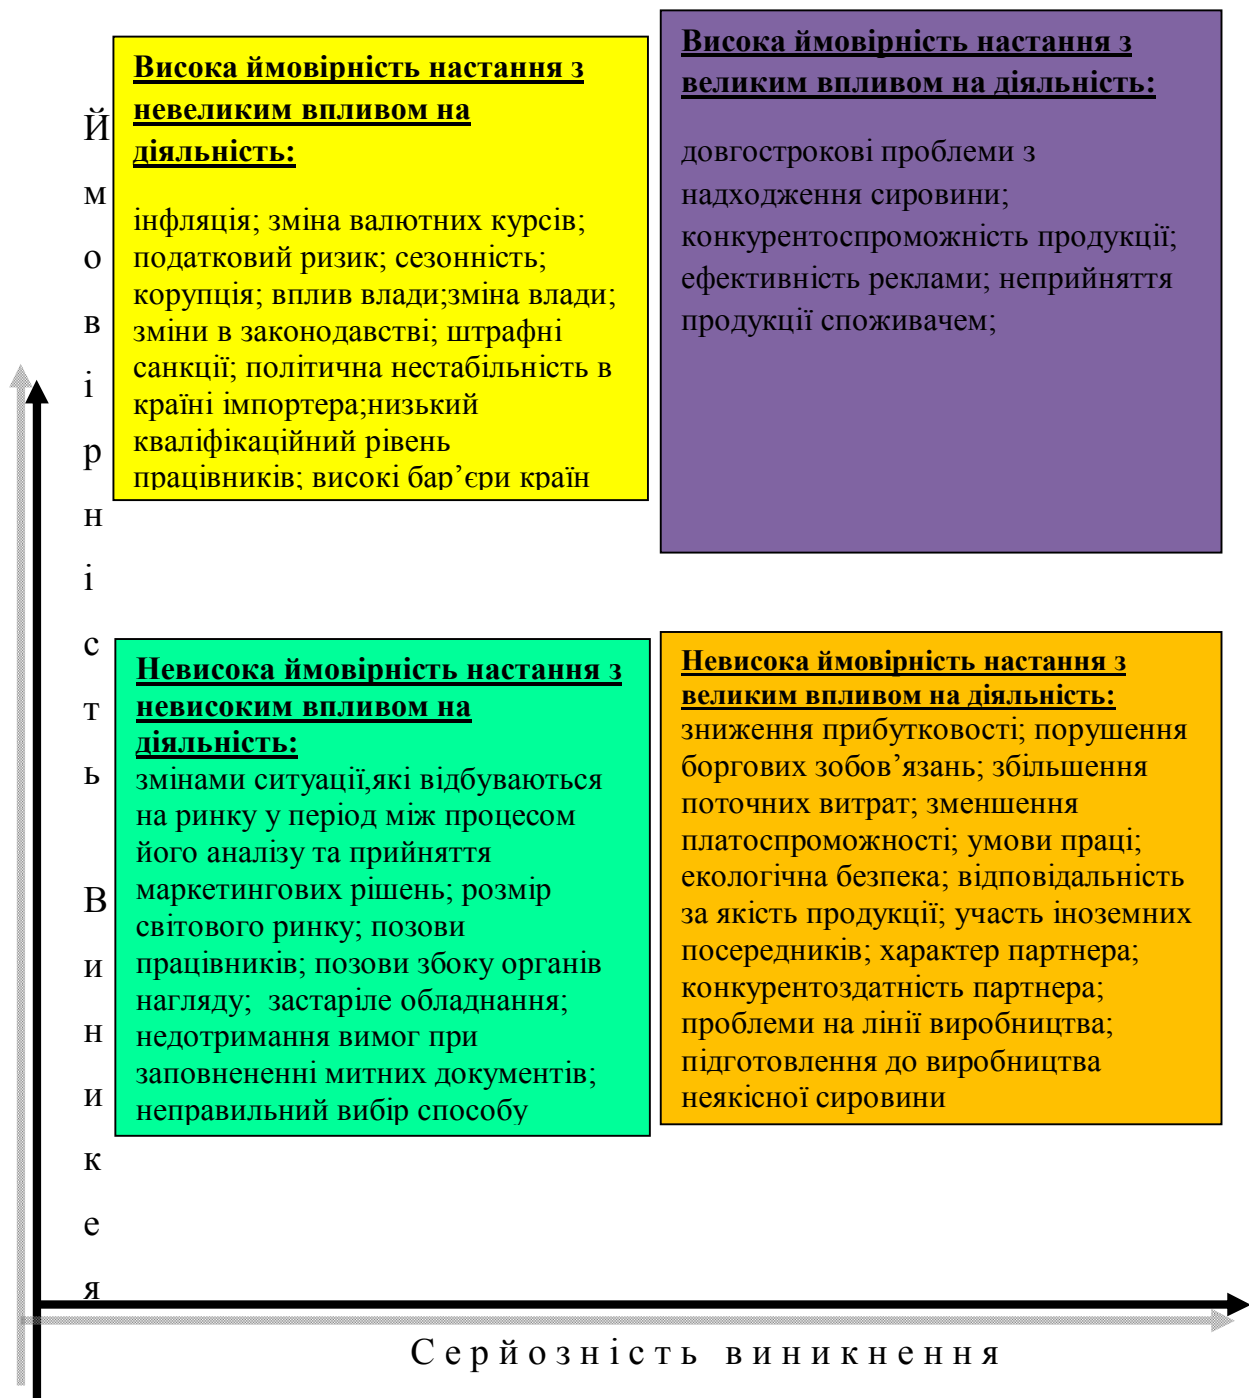 Ймовірність Виникея
Висока ймовірність настання з
невеликим впливом на
діяльність:
інфляція; зміна валютних курсів;
податковий ризик; сезонність;
корупція; вплив влади;зміна влади;
зміни в законодавстві; штрафні
санкції; політична нестабільність в
країні імпортера;низький
кваліфікаційний рівень
працівників; високі бар’єри країн
Висока ймовірність настання з
великим впливом на діяльність:
довгострокові проблеми з
надходження сировини;
конкурентоспроможність продукції;
ефективність реклами; неприйняття
продукції споживачем;
Невисока ймовірність настання з
невисоким впливом на
діяльність:
змінами ситуації,які відбуваються
на ринку у період між процесом
його аналізу та прийняття
маркетингових рішень; розмір
світового ринку; позови
працівників; позови збоку органів
нагляду;  застаріле обладнання;
недотримання вимог при
заповнененні митних документів;
неправильний вибір способу
Невисока ймовірність настання з
великим впливом на діяльність:
зниження прибутковості; порушення
боргових зобов’язань; збільшення
поточних витрат; зменшення
платоспроможності; умови праці;
екологічна безпека; відповідальність
за якість продукції; участь іноземних
посередників; характер партнера;
конкурентоздатність партнера;
проблеми на лінії виробництва;
підготовлення до виробництва
неякісної сировини
Серйозність виникнення